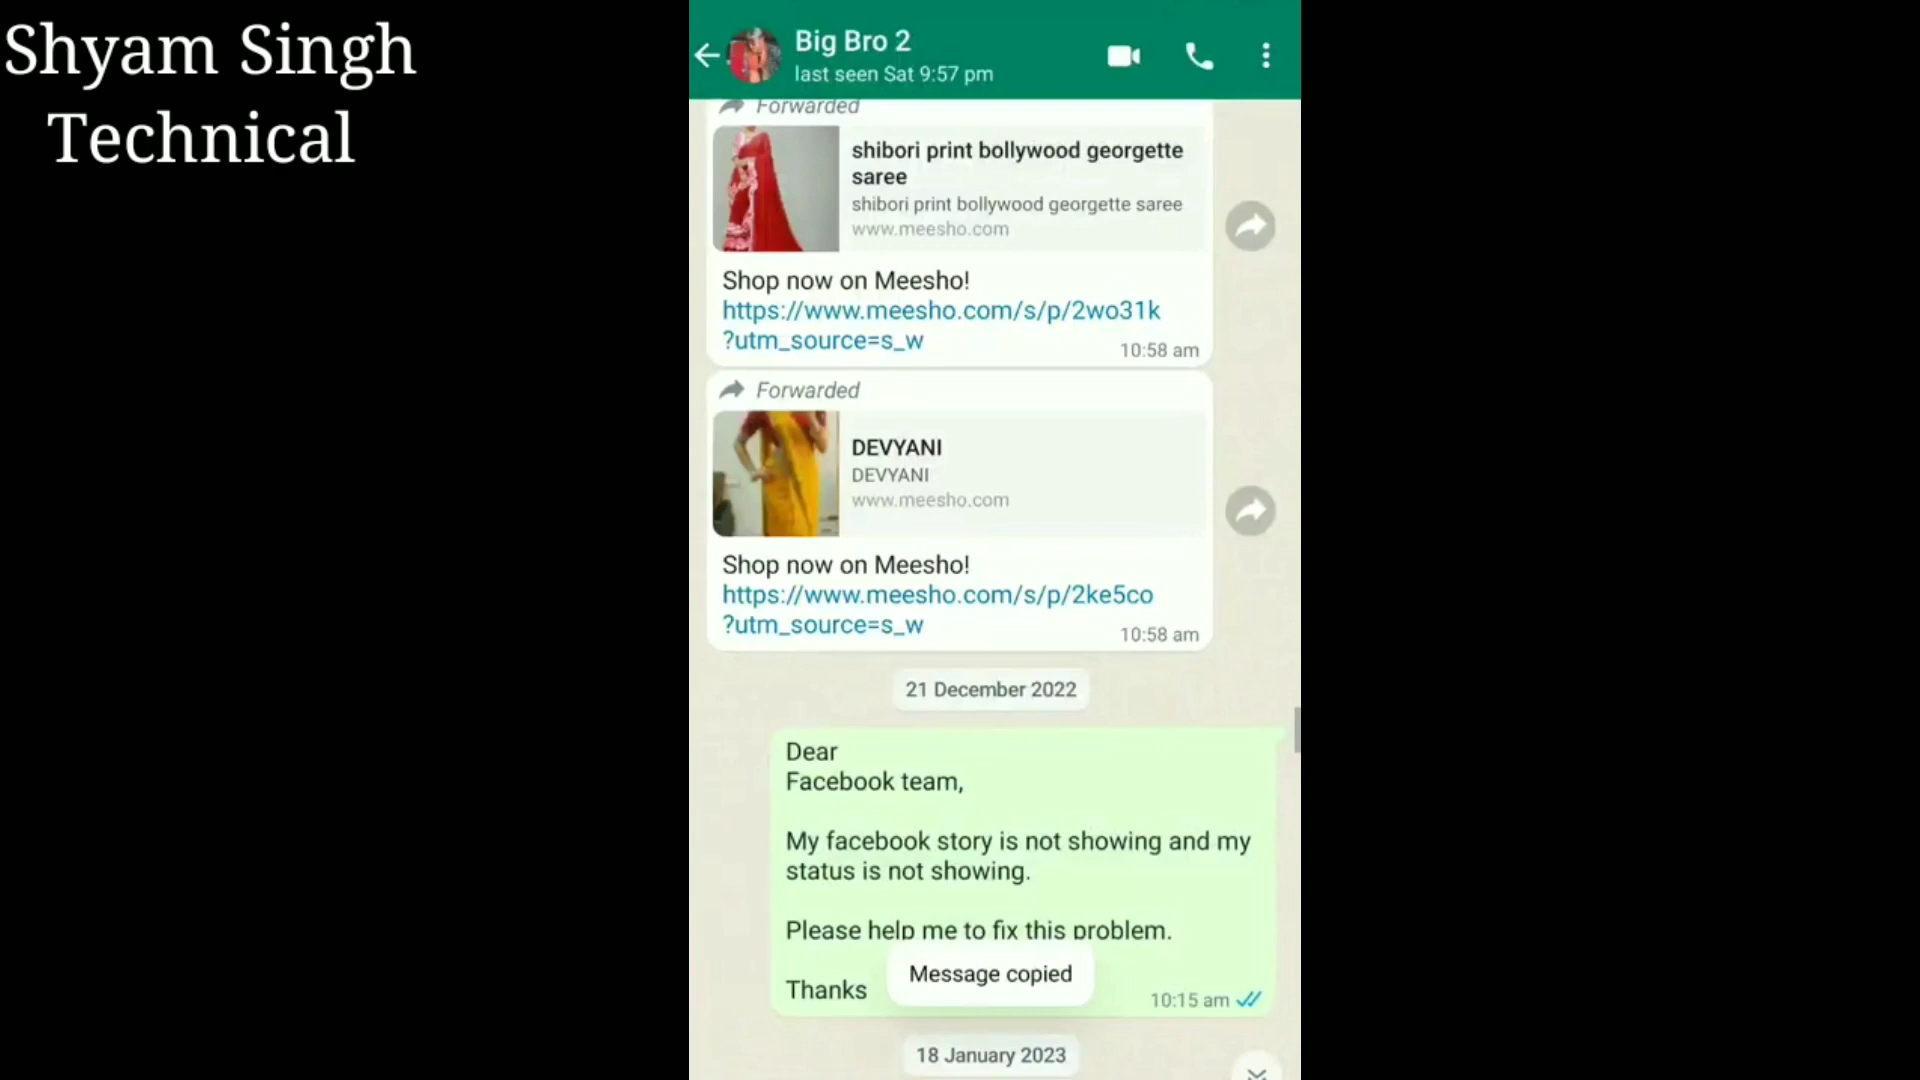 Shyam Singh
Technical
Big Bro 2
last seen Sat 9:57 pm
Forwarded
shibori print bollywood georgette
saree
shibori print bollywood georgette saree
www.meesho.com
Shop now on Meesho!
https://www.meesho.com/s/p/2wo31k
?utm_source=s_w
10:58 am
Forwarded
DEVYANI
DEVYANI
www.meesho.com
Shop now on Meesho!
https://www.meesho.com/s/p/2ke5co
?utm_source=s_w
10:58 am
21 December 2022
Dear
Facebook team,
My facebook story is not showing and my
status is not showing.
Please help me to fix this problem.
Message copied
Thanks
10:15 am
18 January 2023